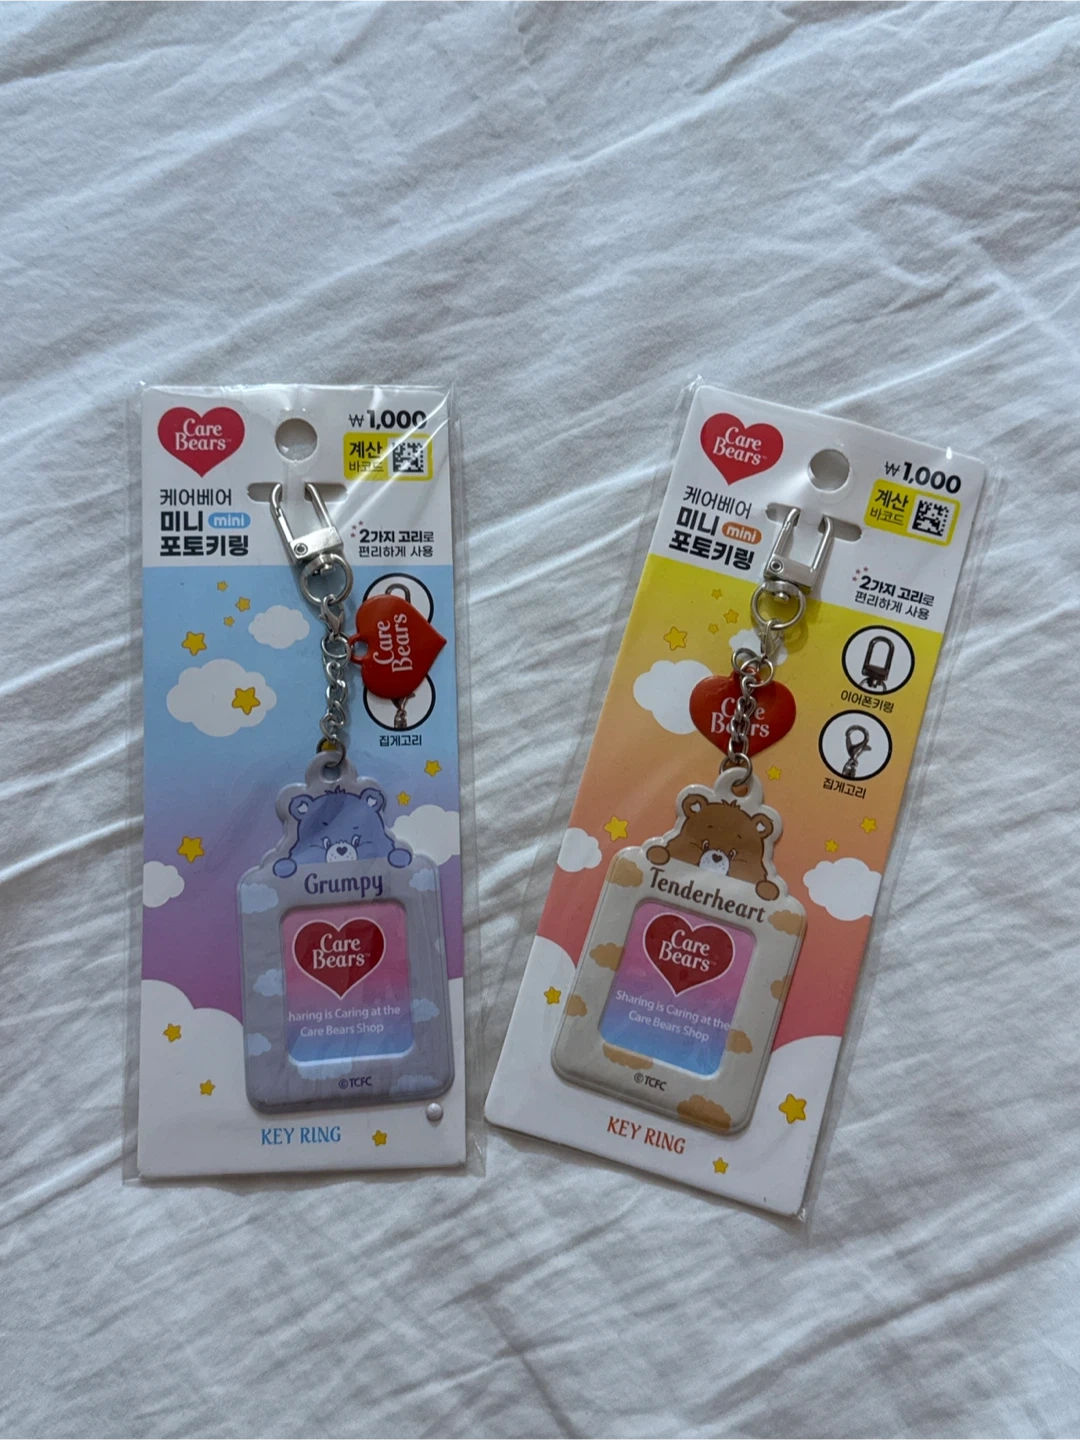 Care
Bears™
₩1,000
계산
바코드
케어베어
미니 mini
포토키링
2가지 고리로
편리하게 사용
Care
Bears
집게고리
Grumpy
Care
Bears™
haring is Caring at the
Care Bears Shop
©TCFC
KEY RING
Care
Bears™
₩1,000
계산
바코드
케어베어
미니 mini
포토키링
2가지 고리로
편리하게 사용
이어폰키링
Care
Bears
집게고리
Tenderheart
Care
Bears™
Sharing is Caring at the
Care Bears Shop
©TCFC
KEY RING